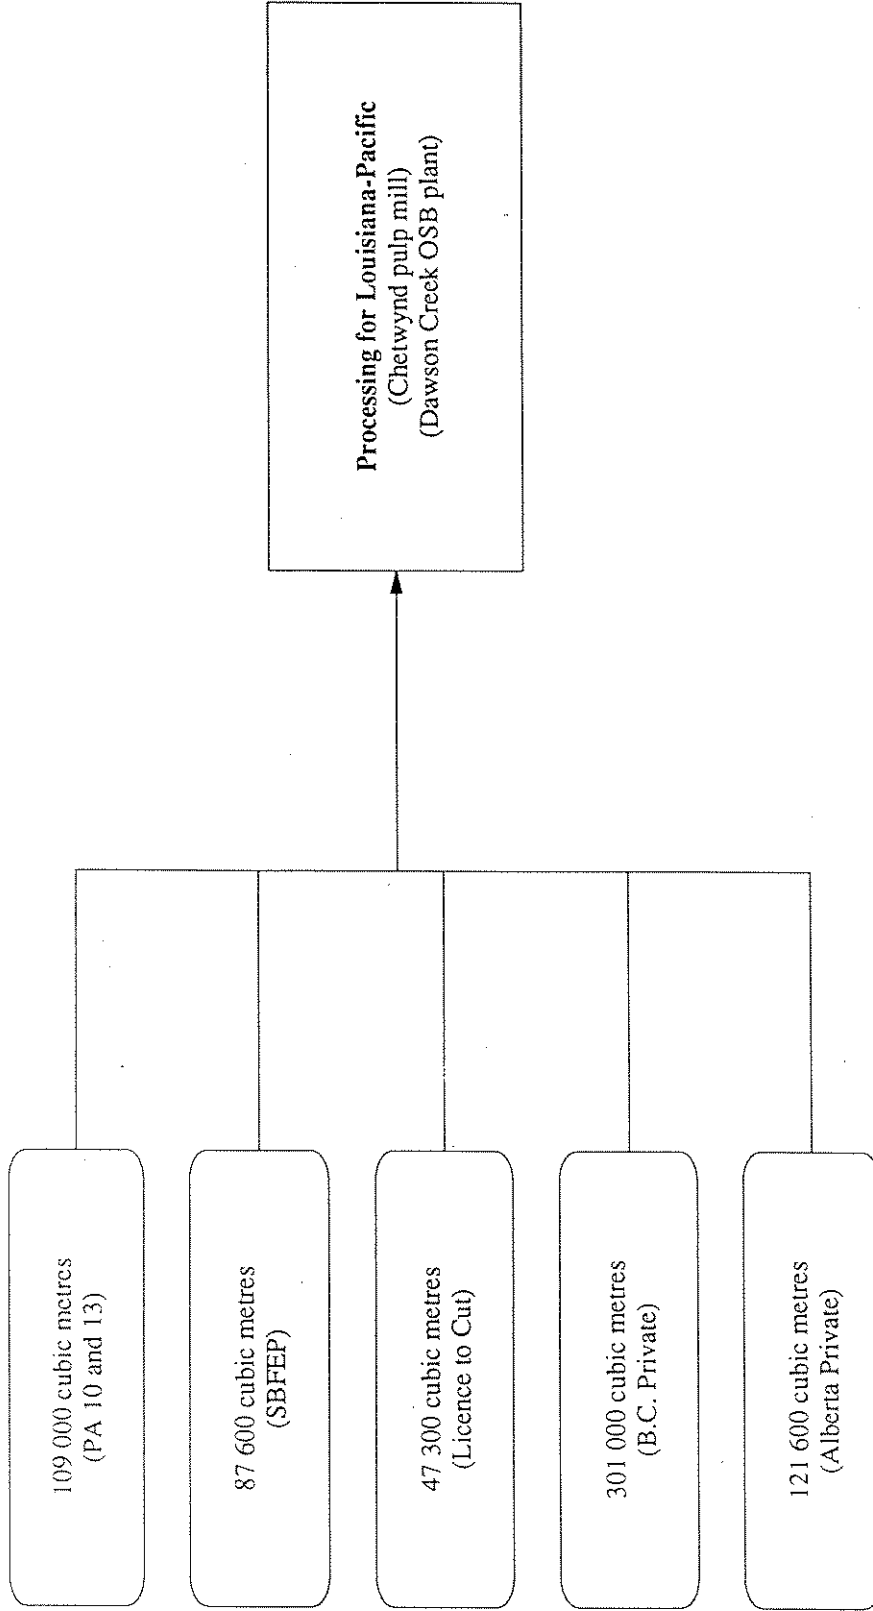 109 000 cubic metres
(PA 10 and 13)
87 600 cubic metres
(SBFEP)
47 300 cubic metres
(Licence to Cut)
301 000 cubic metres
(B.C. Private)
121 600 cubic metres
(Alberta Private)
Processing for Louisiana-Pacific
(Chetwynd pulp mill)
(Dawson Creek OSB plant)